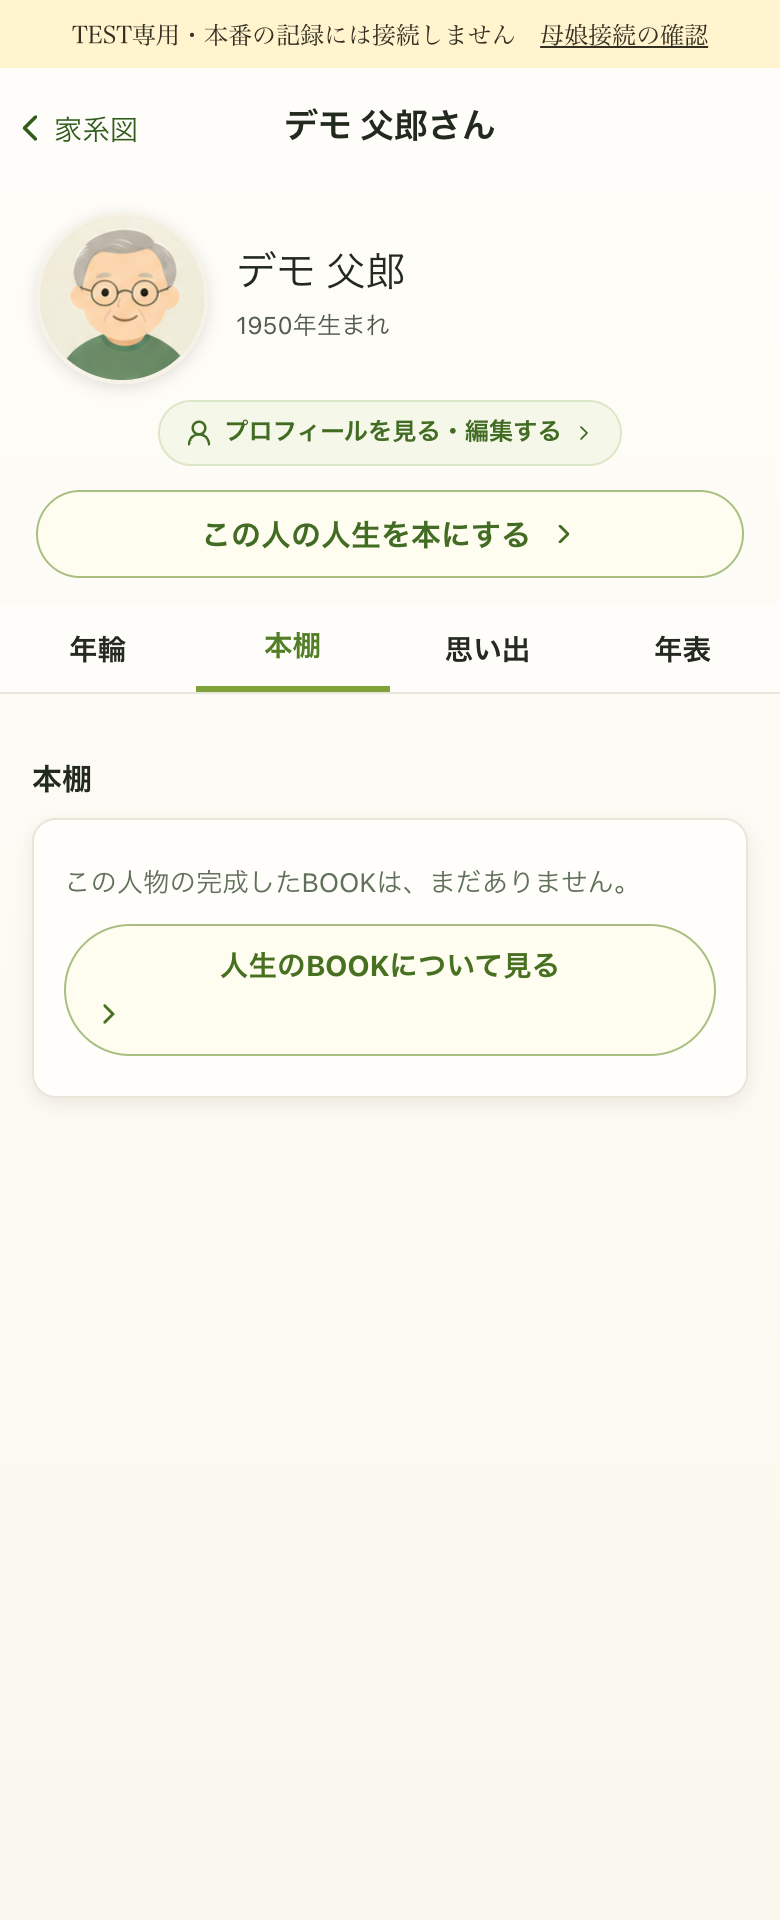 TEST専用・本番の記録には接続しません 母娘接続の確認
家系図
デモ 父郎さん
デモ 父郎
1950年生まれ
プロフィールを見る・編集する
この人の人生を本にする
年輪 本棚 思い出 年表
本棚
この人物の完成したBOOKは、まだありません。
人生のBOOKについて見る